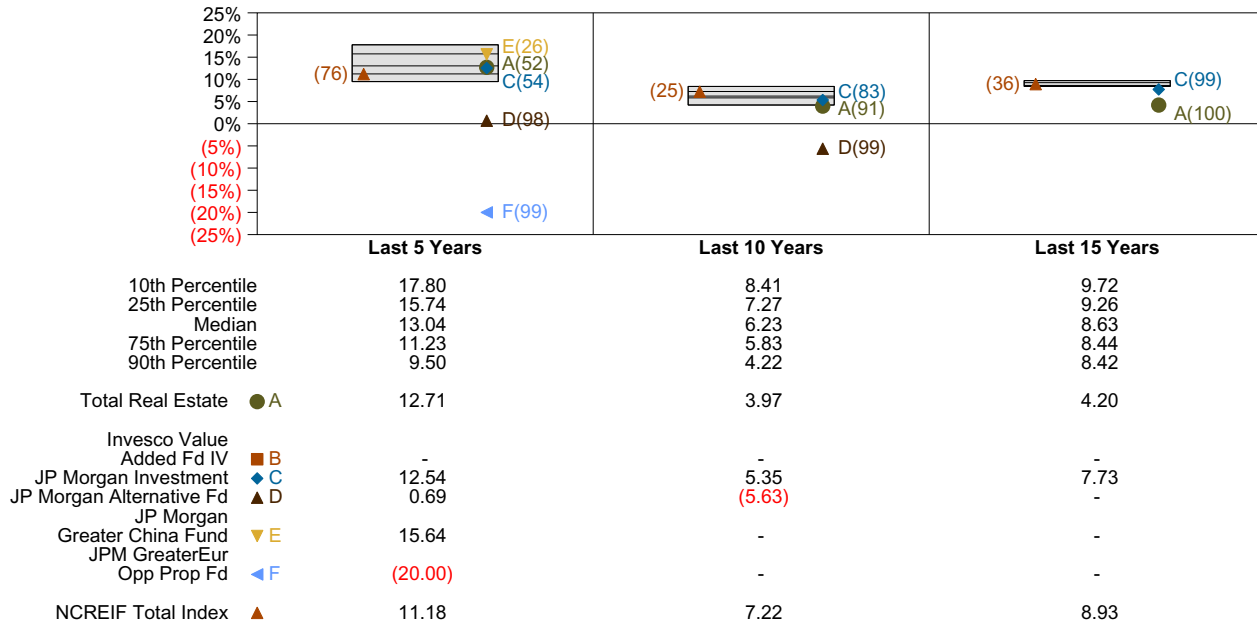 25%
20%
15%
10%
5%
0%
(5%)
(10%)
(15%)
(20%)
(25%)
(76)
E(26)
A(52)
C(54)
D(98)
F(99)
(25)
C(83)
A(91)
D(99)
(36)
C(99)
A(100)
Last 5 Years Last 10 Years Last 15 Years
10th Percentile 17.80 8.41 9.72
25th Percentile 15.74 7.27 9.26
Median 13.04 6.23 8.63
75th Percentile 11.23 5.83 8.44
90th Percentile 9.50 4.22 8.42
Total Real Estate A 12.71 3.97 4.20
Invesco Value
Added Fd IV B - - -
JP Morgan Investment C 12.54 5.35 7.73
JP Morgan Alternative Fd D 0.69 (5.63) -
JP Morgan
Greater China Fund E 15.64 - -
JPM GreaterEur
Opp Prop Fd F (20.00) - -
NCREIF Total Index 11.18 7.22 8.93